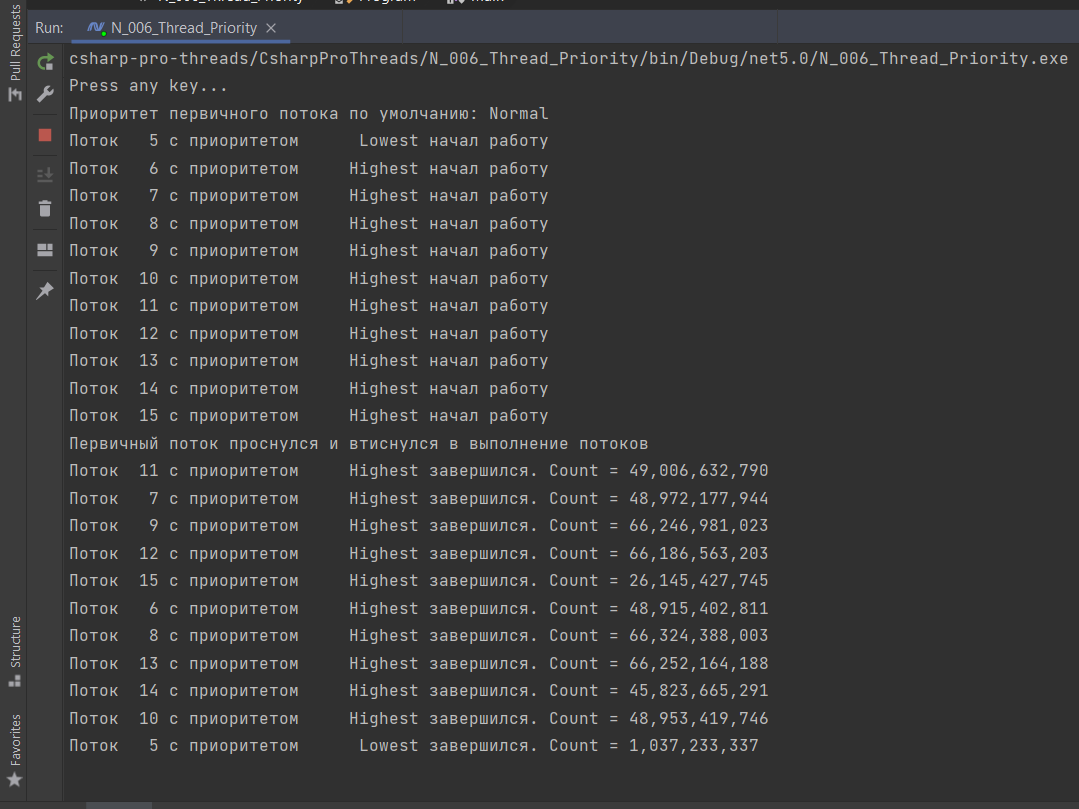 Run:
N_006_Thread_Priority
Pull Requests
csharp-pro-threads/CsharpProThreads/N_006_Thread_Priority/bin/Debug/net5.0/N_006_Thread_Priority.exe
Press any key...
Приоритет первичного потока по умолчанию: Normal
Поток   5 с приоритетом      Lowest начал работу
Поток   6 с приоритетом     Highest начал работу
Поток   7 с приоритетом     Highest начал работу
Поток   8 с приоритетом     Highest начал работу
Поток   9 с приоритетом     Highest начал работу
Поток  10 с приоритетом     Highest начал работу
Поток  11 с приоритетом     Highest начал работу
Поток  12 с приоритетом     Highest начал работу
Поток  13 с приоритетом     Highest начал работу
Поток  14 с приоритетом     Highest начал работу
Поток  15 с приоритетом     Highest начал работу
Первичный поток проснулся и втиснулся в выполнение потоков
Поток  11 с приоритетом     Highest завершился. Count = 49,006,632,790
Поток   7 с приоритетом     Highest завершился. Count = 48,972,177,944
Поток   9 с приоритетом     Highest завершился. Count = 66,246,981,023
Поток  12 с приоритетом     Highest завершился. Count = 66,186,563,203
Поток  15 с приоритетом     Highest завершился. Count = 26,145,427,745
Поток   6 с приоритетом     Highest завершился. Count = 48,915,402,811
Поток   8 с приоритетом     Highest завершился. Count = 66,324,388,003
Поток  13 с приоритетом     Highest завершился. Count = 66,252,164,188
Поток  14 с приоритетом     Highest завершился. Count = 45,823,665,291
Поток  10 с приоритетом     Highest завершился. Count = 48,953,419,746
Поток   5 с приоритетом      Lowest завершился. Count = 1,037,233,337
Structure
Favorites